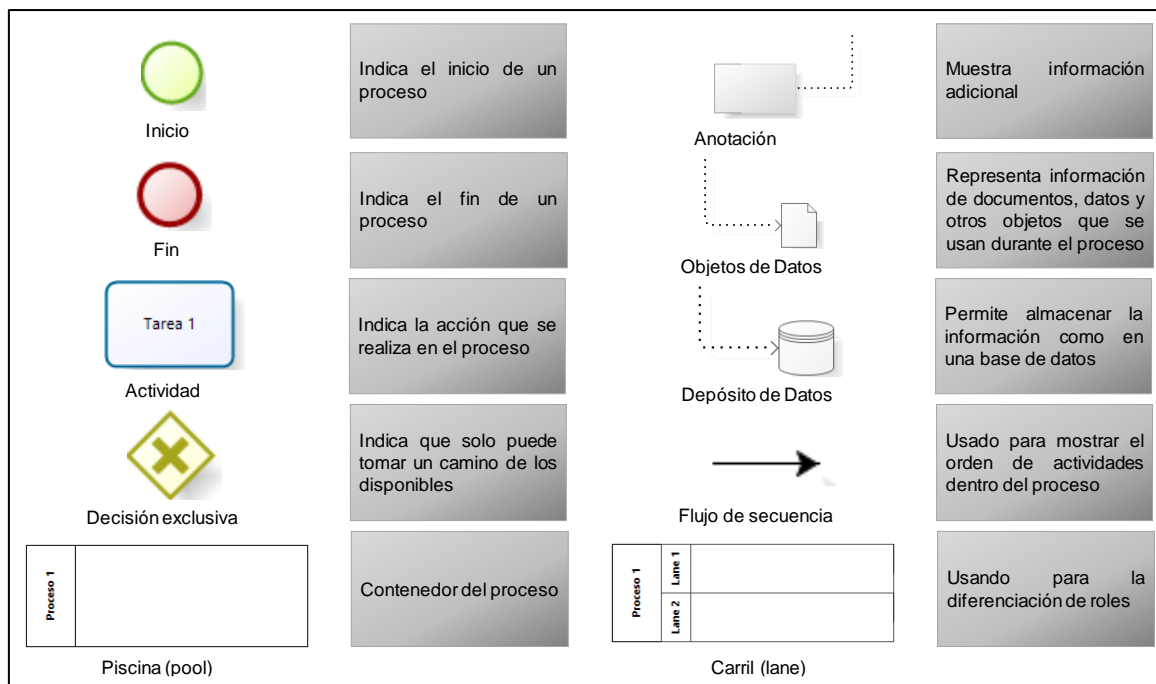 Inicio
Indica el inicio de un
proceso
Fin
Indica el fin de un
proceso
Tarea 1
Actividad
Indica la acción que se
realiza en el proceso
Decisión exclusiva
Indica que solo puede
tomar un camino de los
disponibles
Proceso 1
Piscina (pool)
Contenedor del proceso
Anotación
Muestra información
adicional
Objetos de Datos
Representa información
de documentos, datos y
otros objetos que se
usan durante el proceso
Depósito de Datos
Permite almacenar la
información como en
una base de datos
Flujo de secuencia
Usado para mostrar el
orden de actividades
dentro del proceso
Proceso 1
Lane 1
Lane 2
Carril (lane)
Usando para la
diferenciación de roles